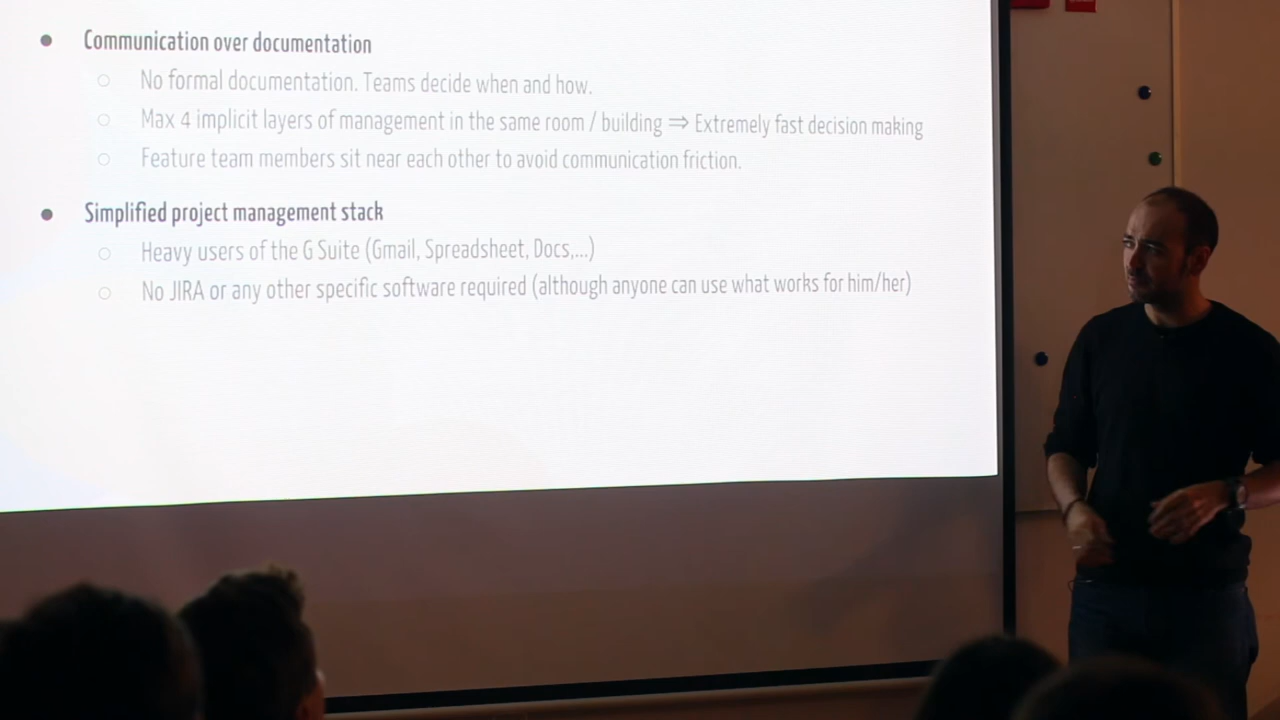 ● Communication over documentation
○ No formal documentation. Teams decide when and how.
○ Max 4 implicit layers of management in the same room / building ⇒ Extremely fast decision making
○ Feature team members sit near each other to avoid communication friction.
● Simplified project management stack
○ Heavy users of the G Suite (Gmail, Spreadsheet, Docs,...)
○ No JIRA or any other specific software required (although anyone can use what works for him/her)